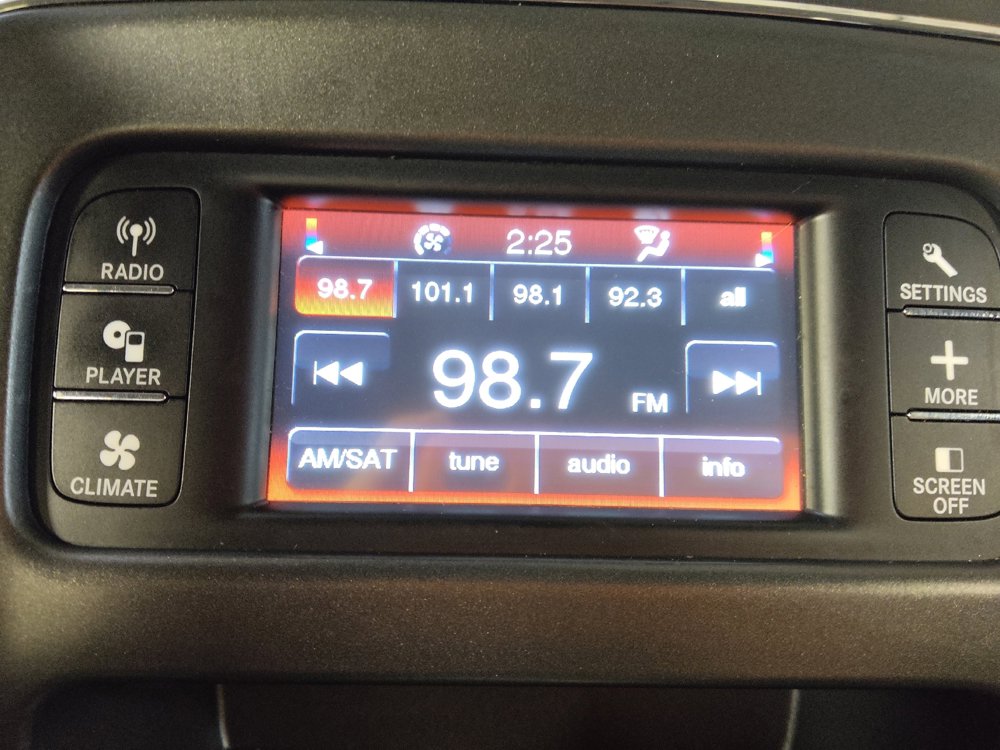 RADIO
PLAYER
CLIMATE
2:25
98.7 101.1 98.1 92.3 all
98.7 FM
AM/SAT tune audio info
SETTINGS
MORE
SCREEN
OFF